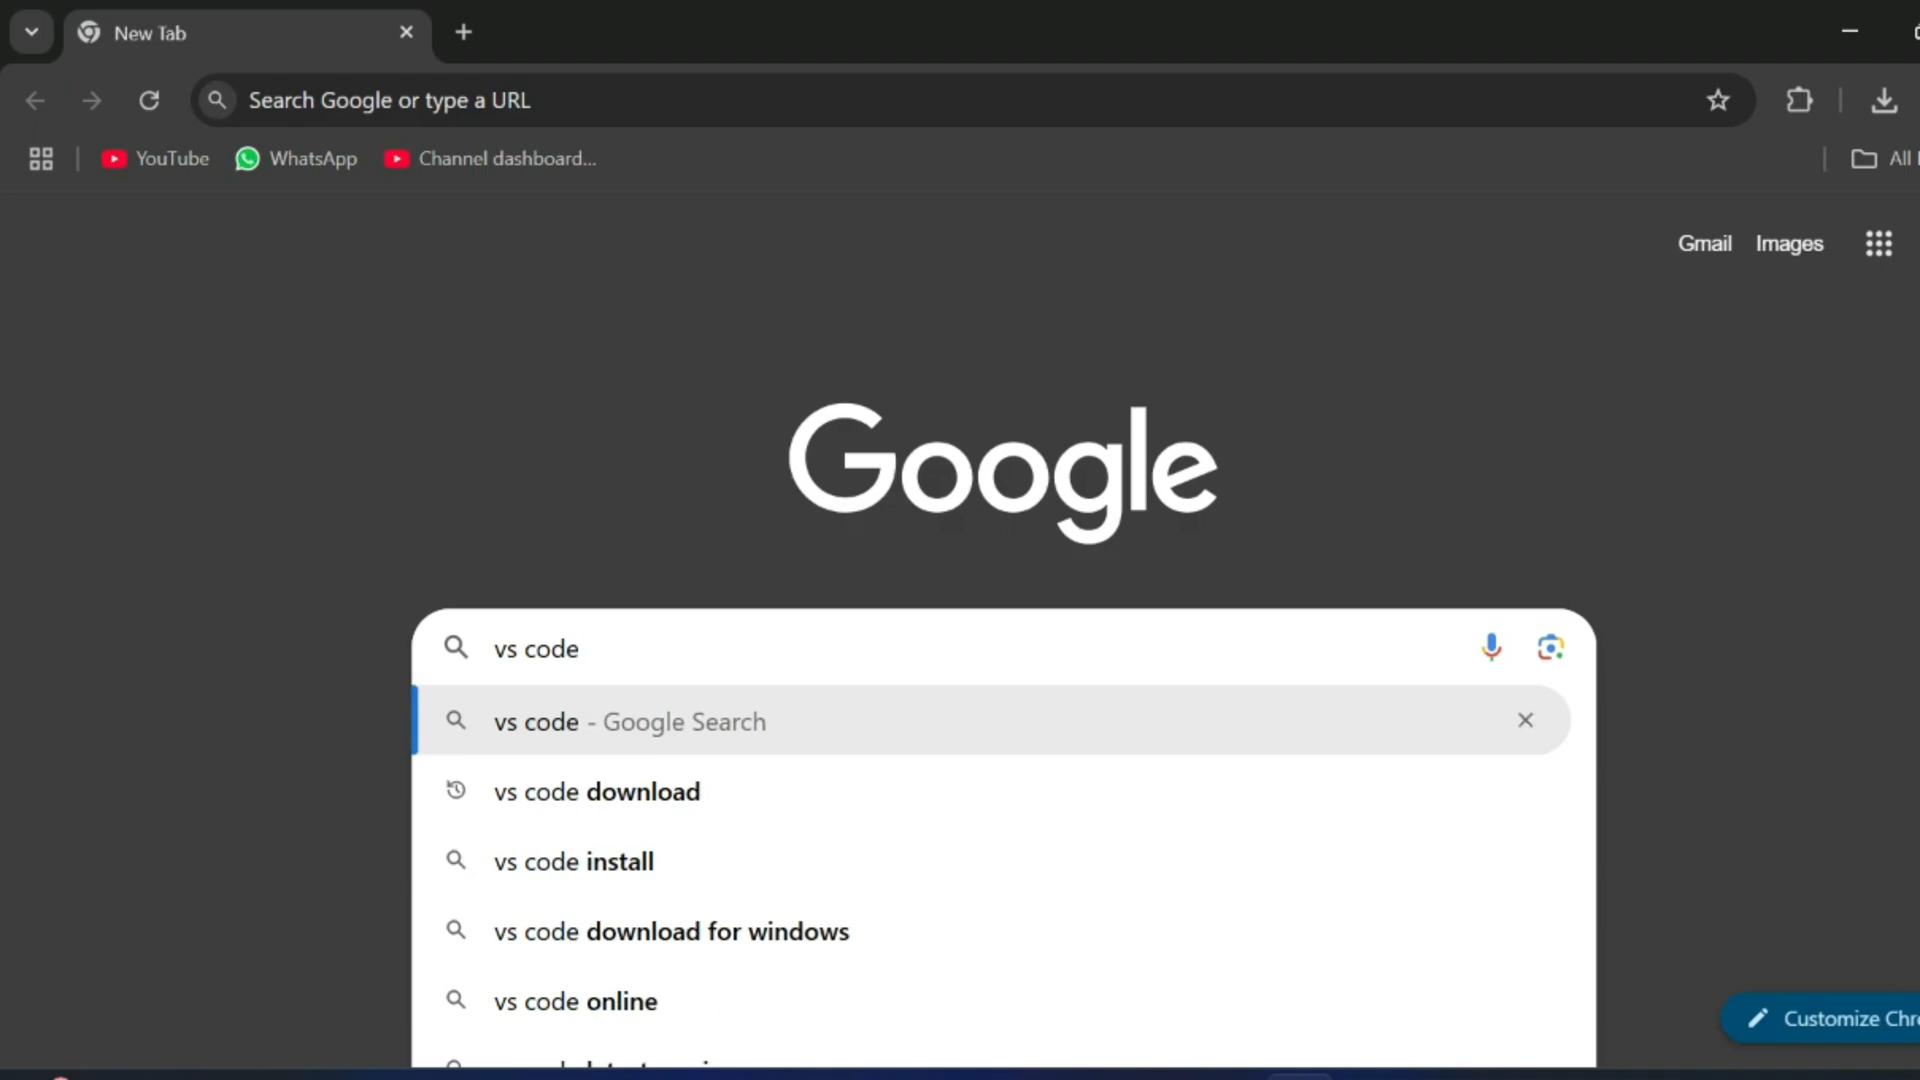 New Tab
Search Google or type a URL
YouTube
WhatsApp
Channel dashboard...
All
Gmail
Images
Google
vs code
vs code - Google Search
vs code download
vs code install
vs code download for windows
vs code online
Customize Chr